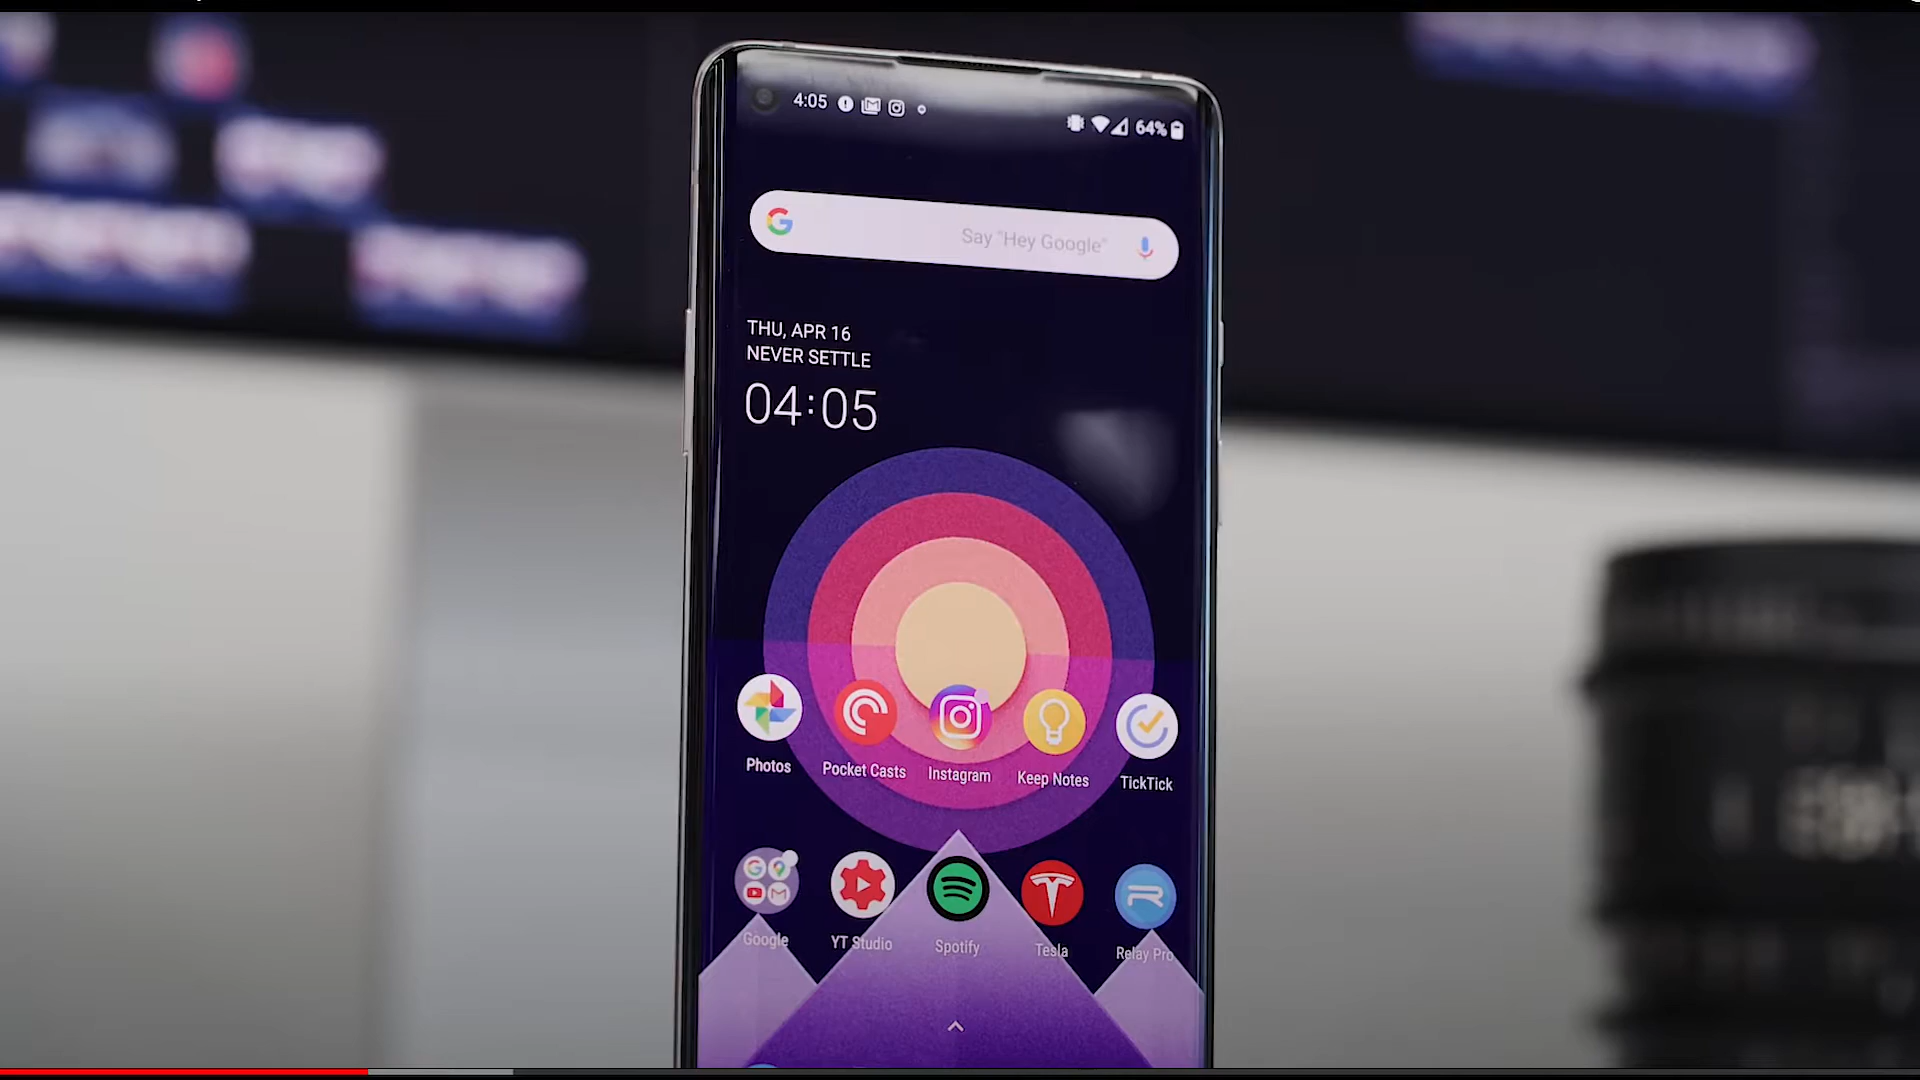 4:05
64%
Say "Hey Google"
THU, APR 16
NEVER SETTLE
04:05
Photos
Pocket Casts
Instagram
Keep Notes
TickTick
Google
YT Studio
Spotify
Tesla
Relay Pro